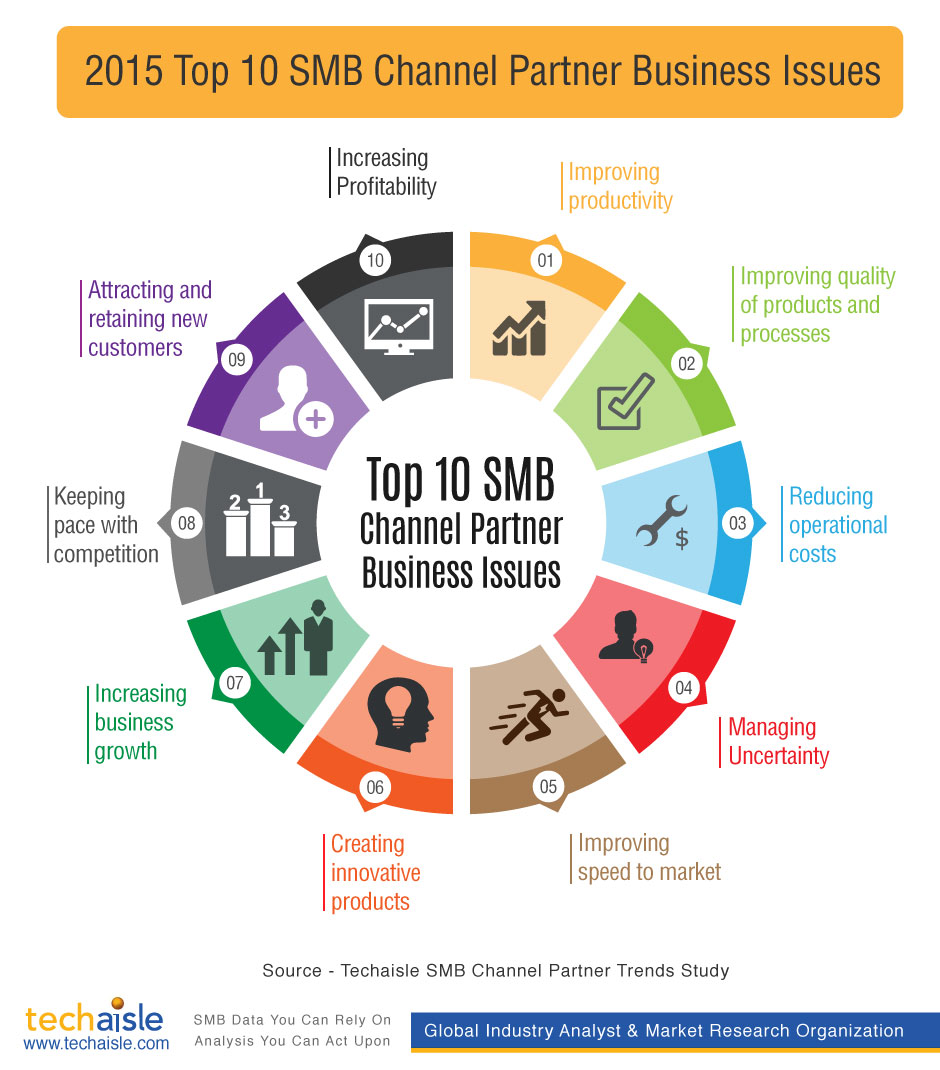 2015 Top 10 SMB Channel Partner Business Issues
Increasing
Profitability
10
Improving
productivity
01
Improving quality
of products and
processes
02
Reducing
operational
costs
03
$
Managing
Uncertainty
04
Improving
speed to market
05
Creating
innovative
products
06
Increasing
business
growth
07
Keeping
pace with
competition
08
2 1 3
Attracting and
retaining new
customers
09
Top 10 SMB
Channel Partner
Business Issues
Source - Techaisle SMB Channel Partner Trends Study
techaisle
www.techaisle.com
SMB Data You Can Rely On
Analysis You Can Act Upon
Global Industry Analyst & Market Research Organization